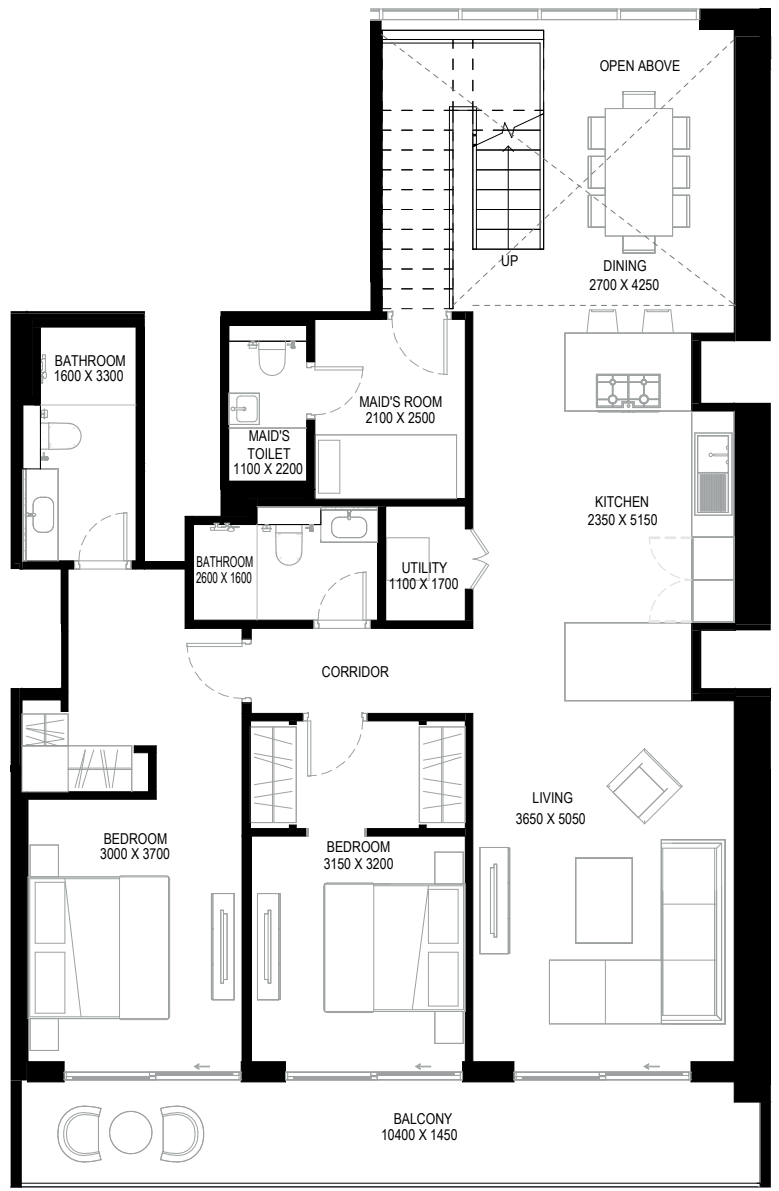 OPEN ABOVE
UP
DINING
2700 X 4250
BATHROOM
1600 X 3300
MAID'S ROOM
2100 X 2500
MAID'S
TOILET
1100 X 2200
KITCHEN
2350 X 5150
BATHROOM
2600 X 1600
UTILITY
1100 X 1700
CORRIDOR
LIVING
3650 X 5050
BEDROOM
3000 X 3700
BEDROOM
3150 X 3200
BALCONY
10400 X 1450